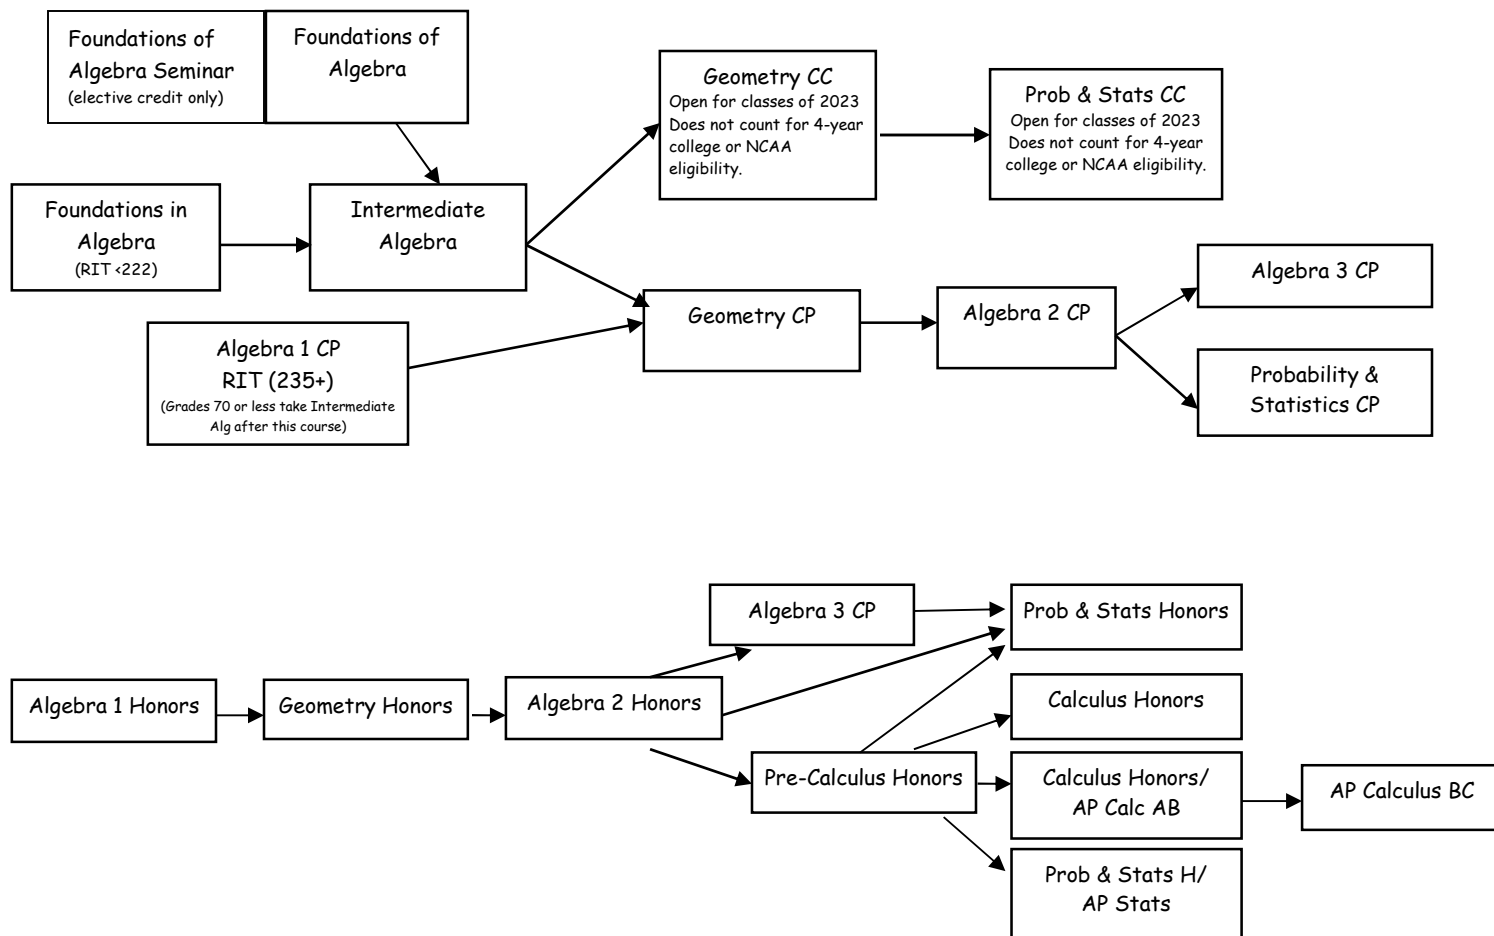 Foundations of
Algebra Seminar
(elective credit only)
Foundations of
Algebra
Geometry CC
Open for classes of 2023
Does not count for 4-year
college or NCAA
eligibility.
Prob & Stats CC
Open for classes of 2023
Does not count for 4-year
college or NCAA eligibility.
Foundations in
Algebra
(RIT <222)
Intermediate
Algebra
Geometry CP
Algebra 2 CP
Algebra 3 CP
Probability &
Statistics CP
Algebra 1 CP
RIT (235+)
(Grades 70 or less take Intermediate
Alg after this course)
Algebra 3 CP
Prob & Stats Honors
Algebra 1 Honors
Geometry Honors
Algebra 2 Honors
Calculus Honors
Pre-Calculus Honors
Calculus Honors/
AP Calc AB
AP Calculus BC
Prob & Stats H/
AP Stats